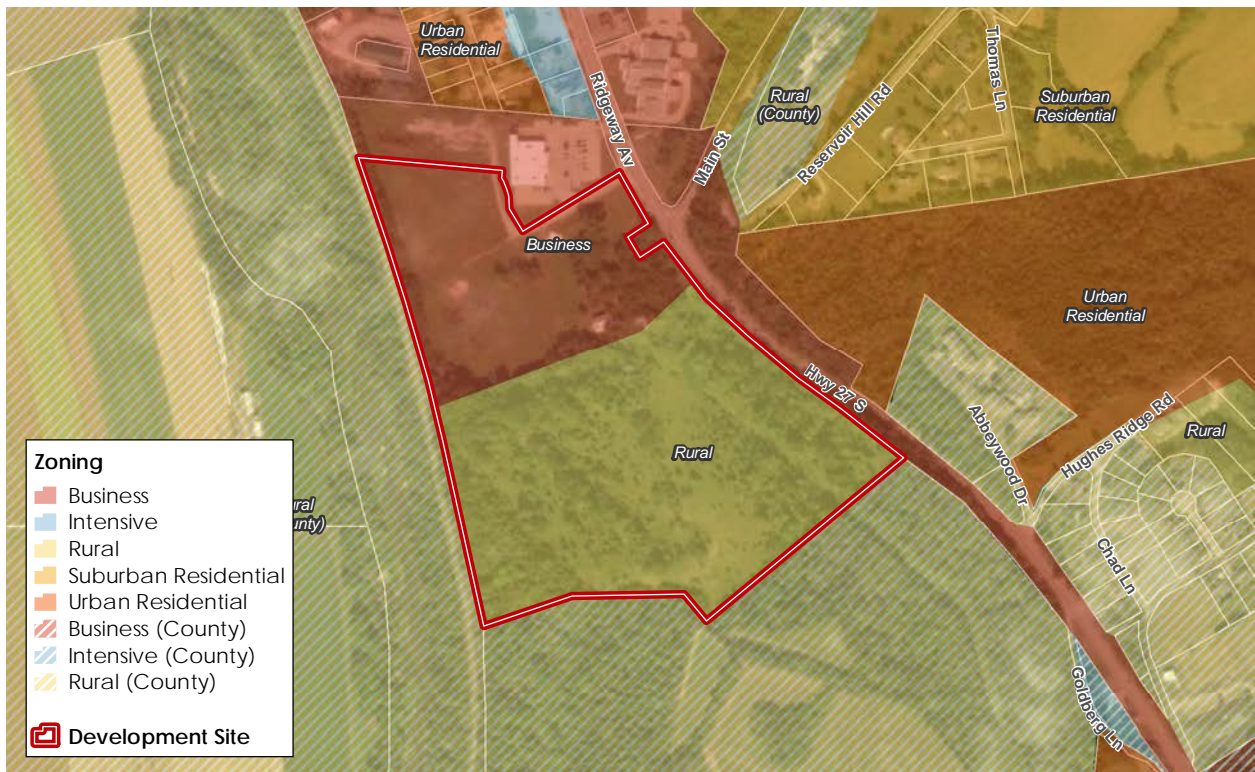 Urban
Residential
Ridgeway Av
Main St
Rural
(County)
Reservoir Hill Rd
Thomas Ln
Suburban
Residential
Business
Urban
Residential
Hwy 27 S
Rural
Abbeywood Dr
Hughes Ridge Rd
Rural
Chad Ln
Goldberg Ln
ural
unty)
Zoning
Business
Intensive
Rural
Suburban Residential
Urban Residential
Business (County)
Intensive (County)
Rural (County)
Development Site